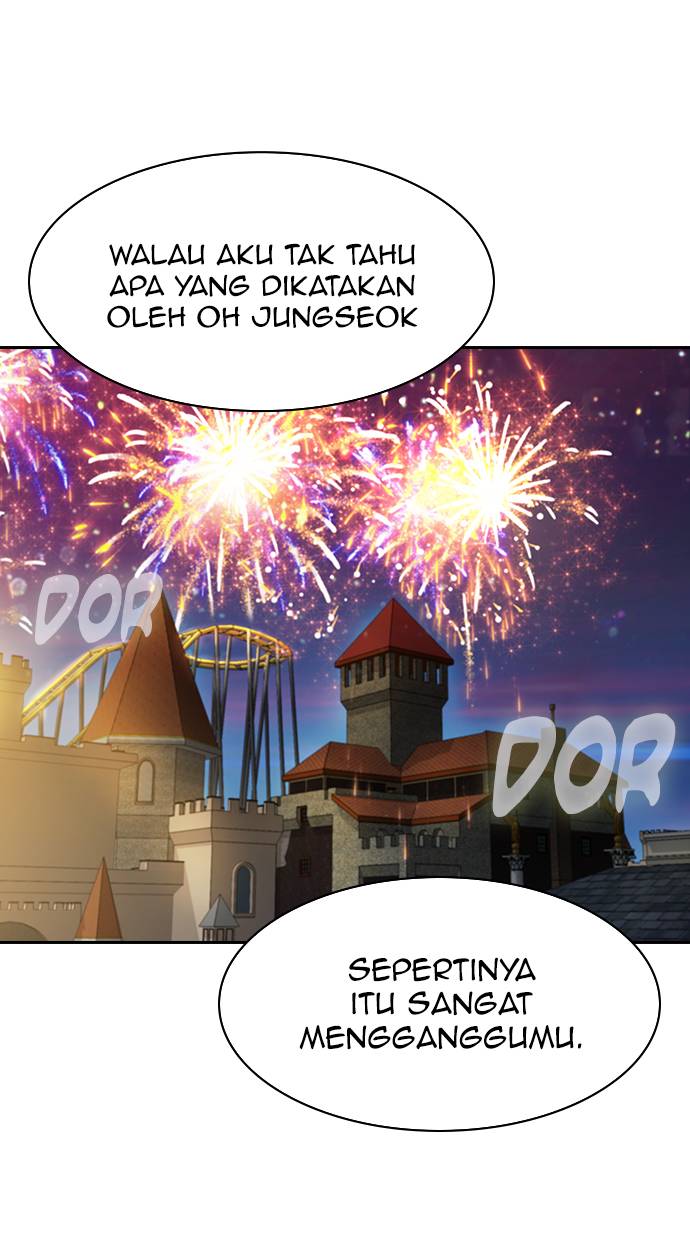 WALAU AKU TAK TAHU
APA YANG DIKATAKAN
OLEH OH JUNGSEOK
DOR
DOR
SEPERTINYA
ITU SANGAT
MENGGANGGUMU.